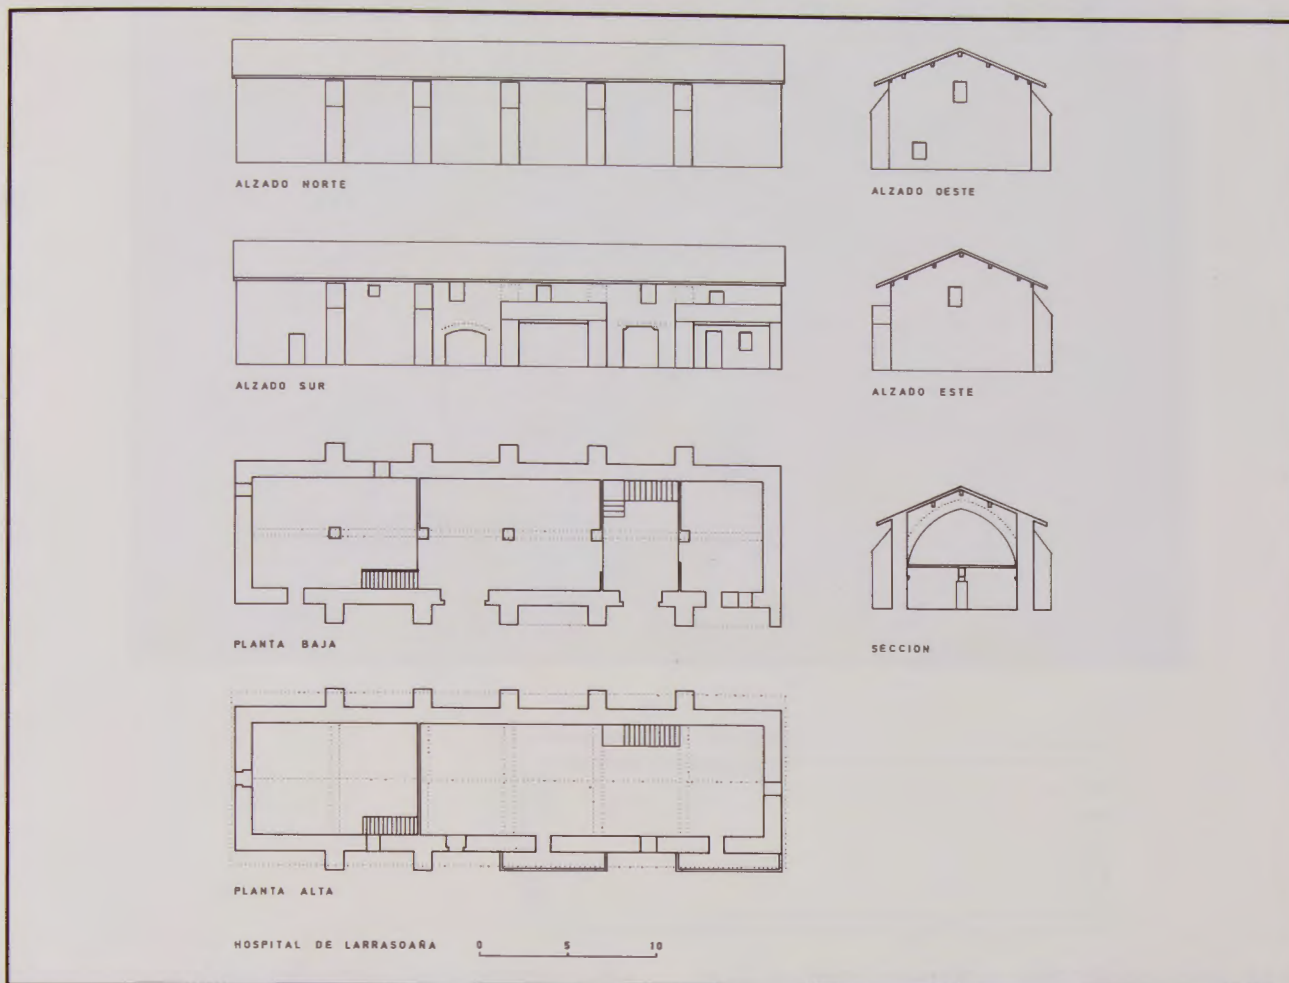 ALZADO NORTE
ALZADO OESTE
ALZADO SUR
ALZADO ESTE
PLANTA BAJA
SECCION
PLANTA ALTA
HOSPITAL DE LARRASOAÑA 0 5 10